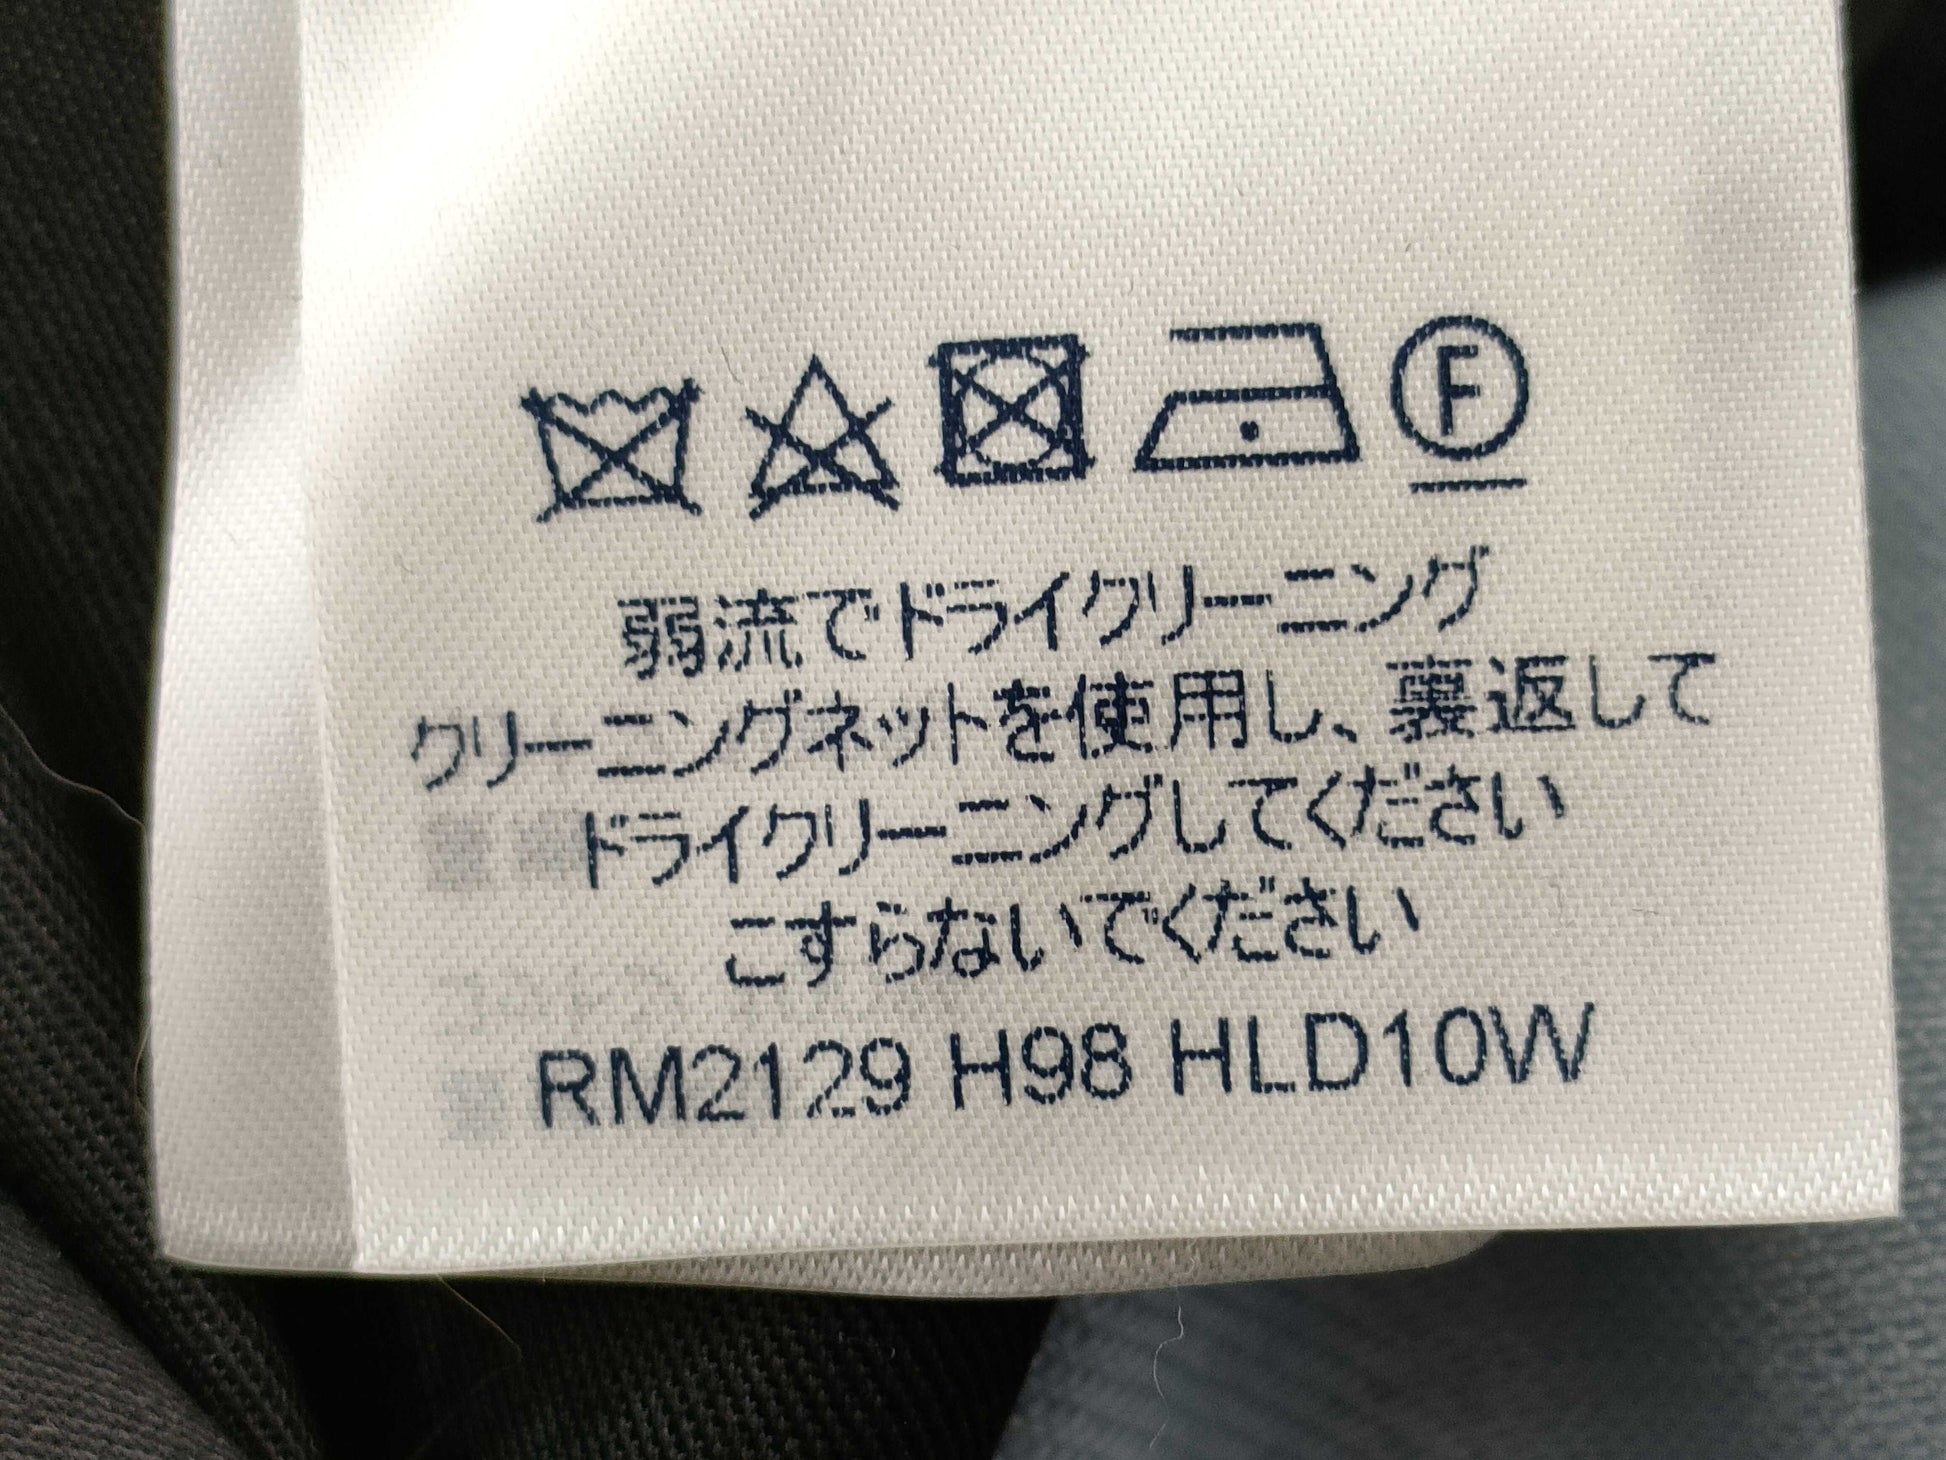 F
弱流でドライクリーニング
クリーニングネットを使用し、裏返して
ドライクリーニングしてください
こすらないでください
RM2129 H98 HLD10W